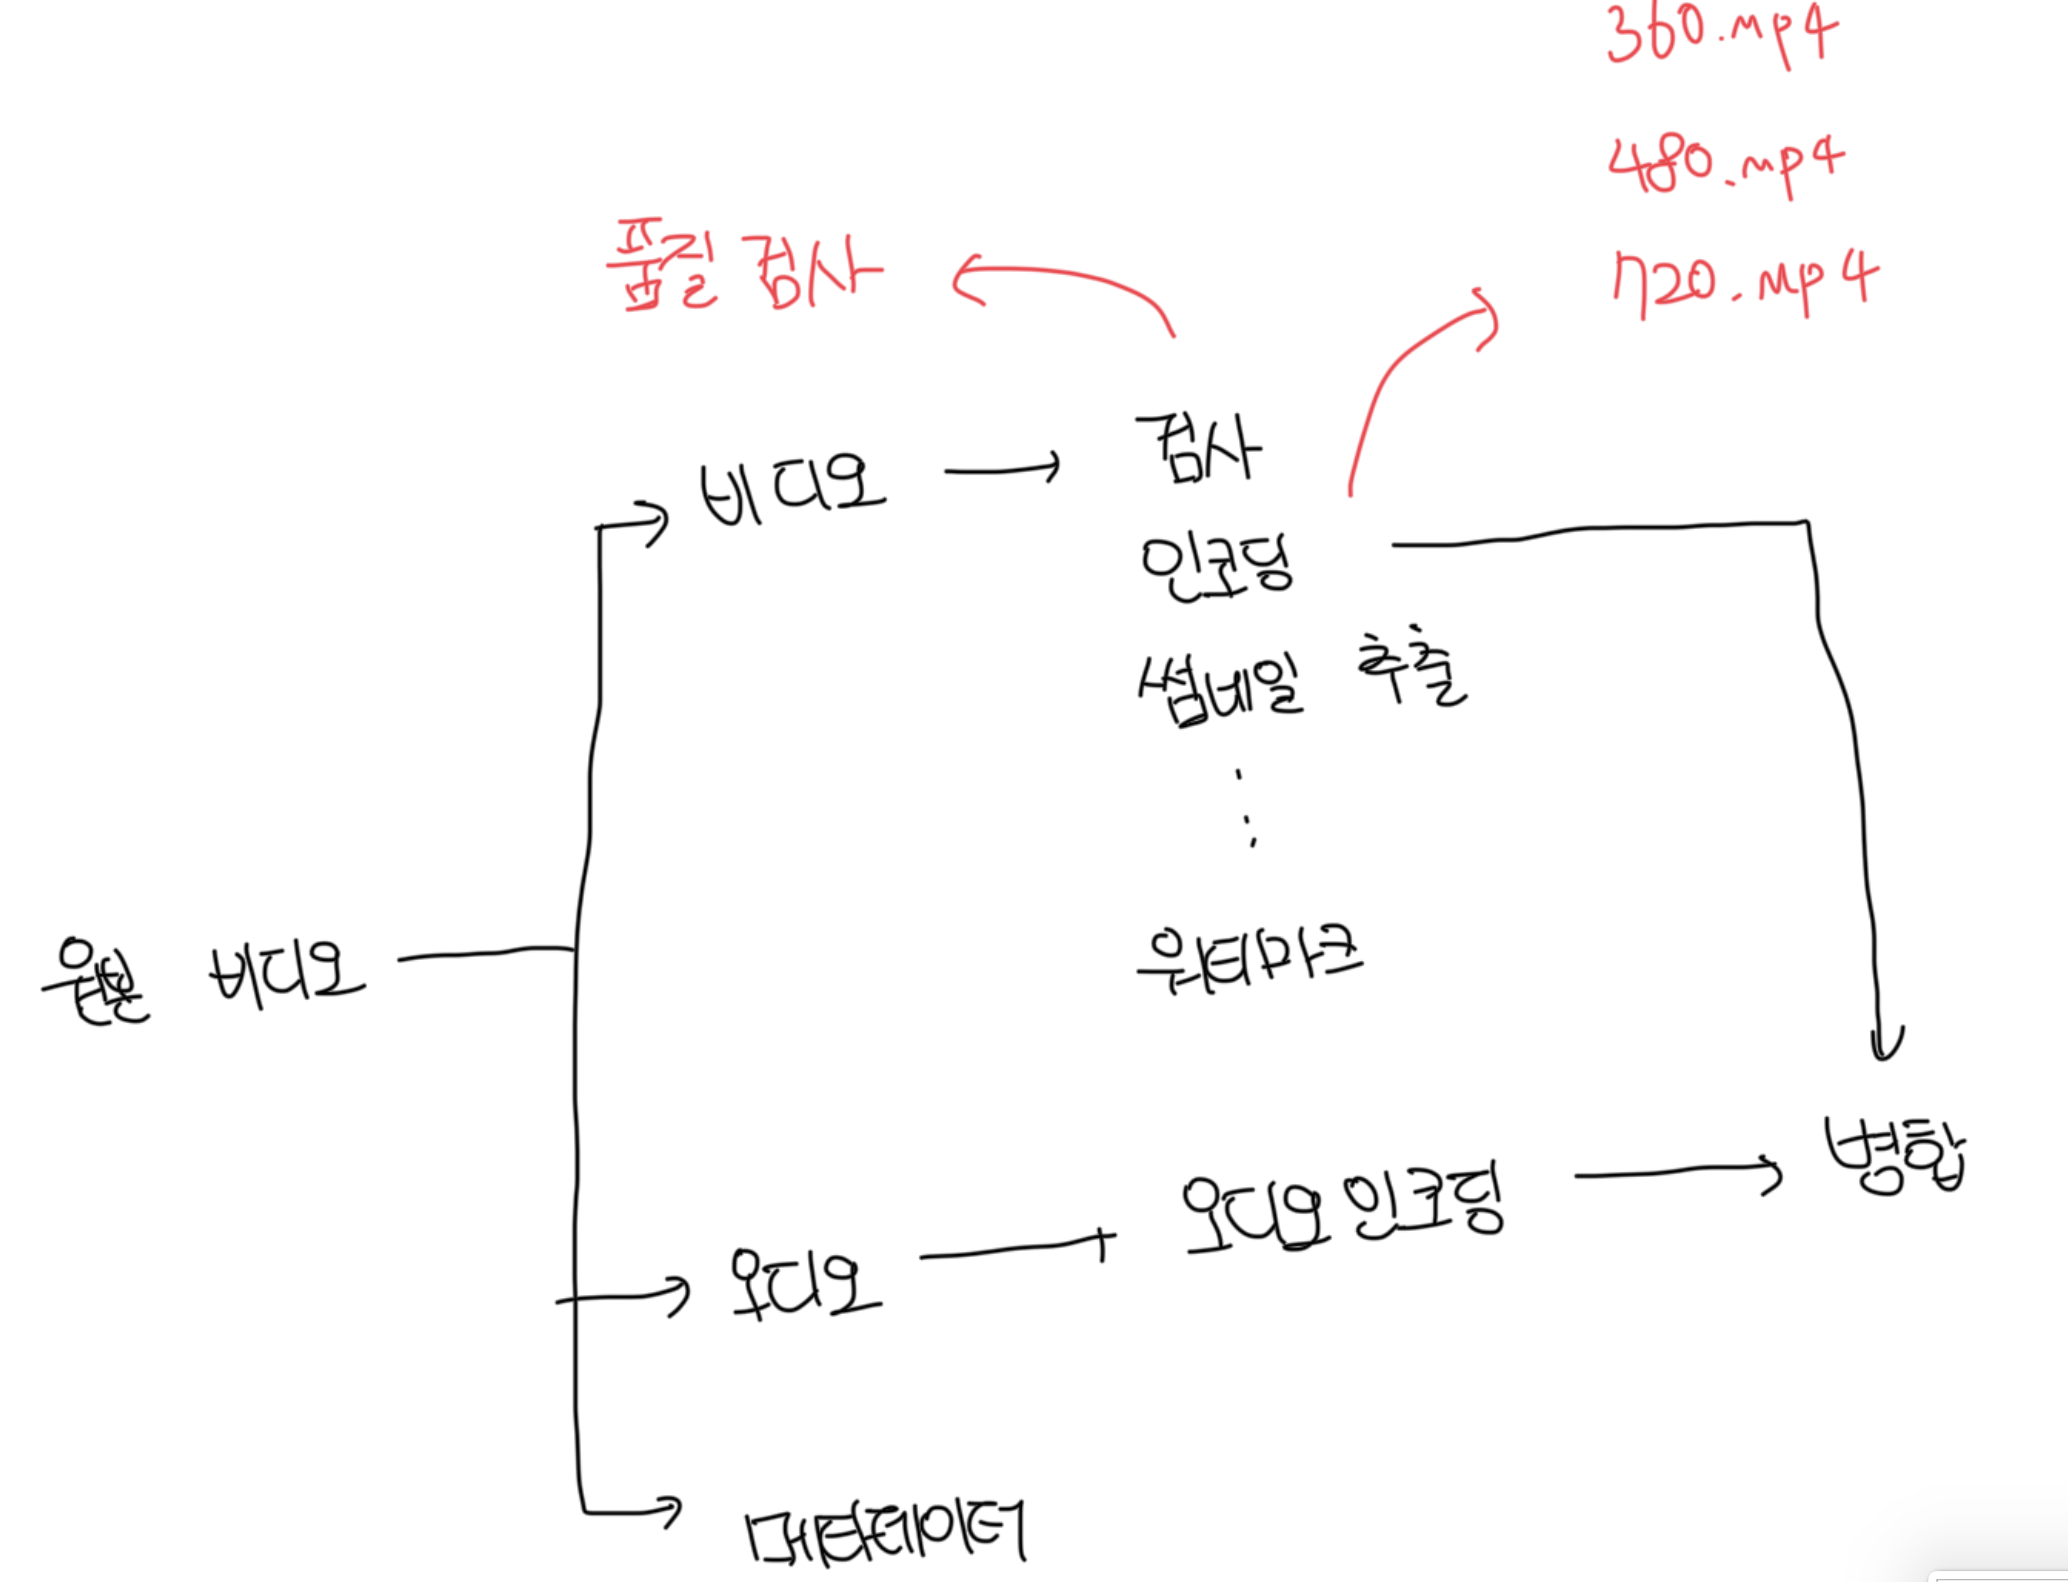 360.mp4
480.mp4
720.mp4
품질 검사
비디오
검사
인코딩
썸네일 추출
워터마크
원본 비디오
오디오
오디오 인코딩
병합
메타데이터